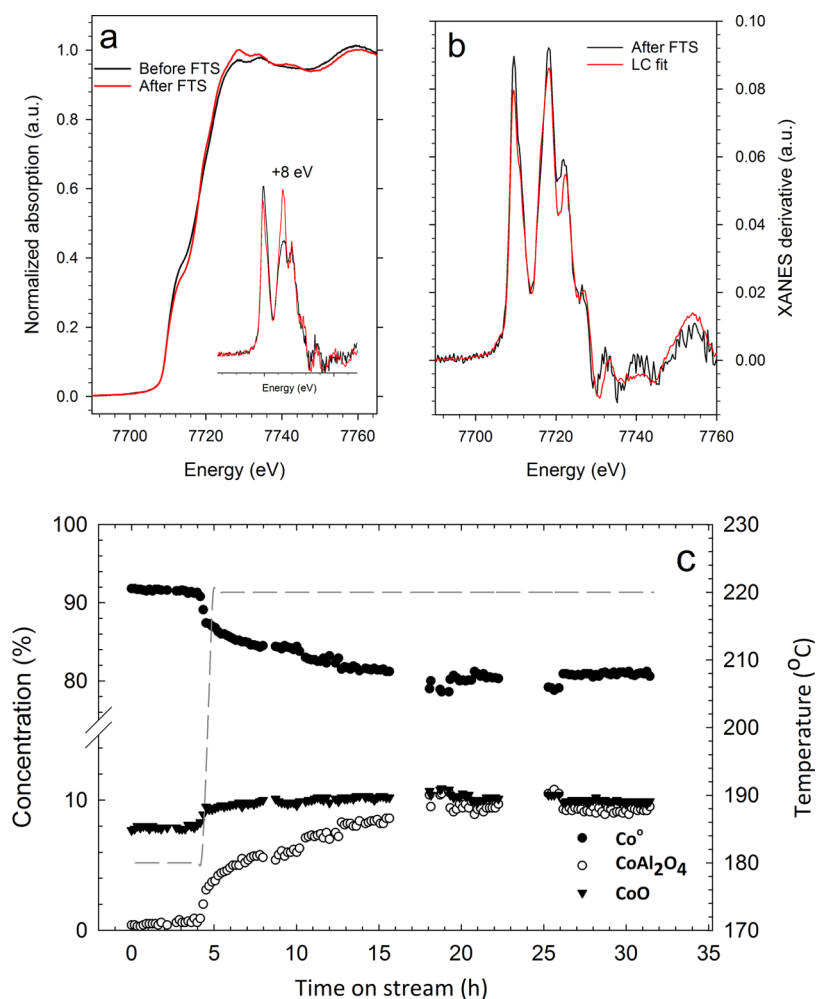 a
Before FTS
After FTS
+8 eV
Energy (eV)
Normalized absorption (a.u.)
1.0
0.8
0.6
0.4
0.2
0.0
7700
7720
7740
7760
Energy (eV)
b
After FTS
LC fit
0.10
0.08
0.06
0.04
0.02
0.00
XANES derivative (a.u.)
7700
7720
7740
7760
Energy (eV)
c
Concentration (%)
100
90
80
10
0
230
220
210
200
190
180
170
Temperature (°C)
Co°
CoAl2O4
CoO
0
5
10
15
20
25
30
35
Time on stream (h)